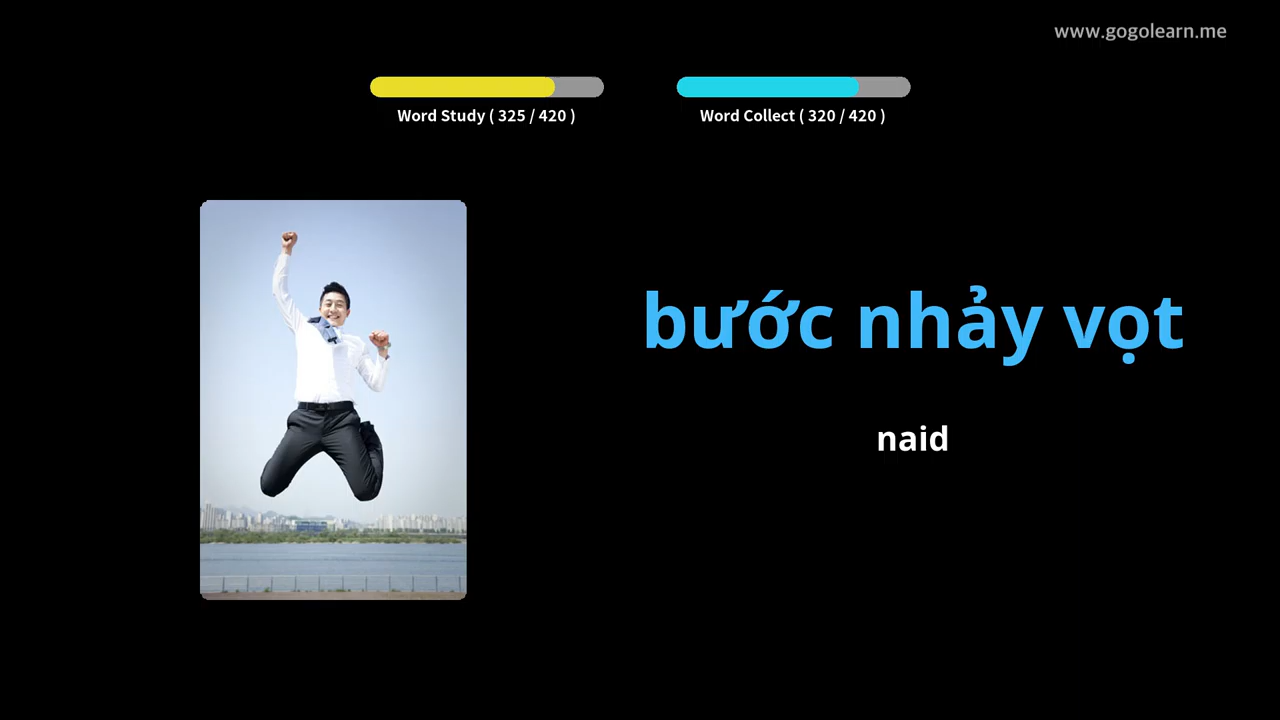 www.gogolearn.me
Word Study ( 325 / 420 )
Word Collect ( 320 / 420 )
bước nhảy vọt
naid